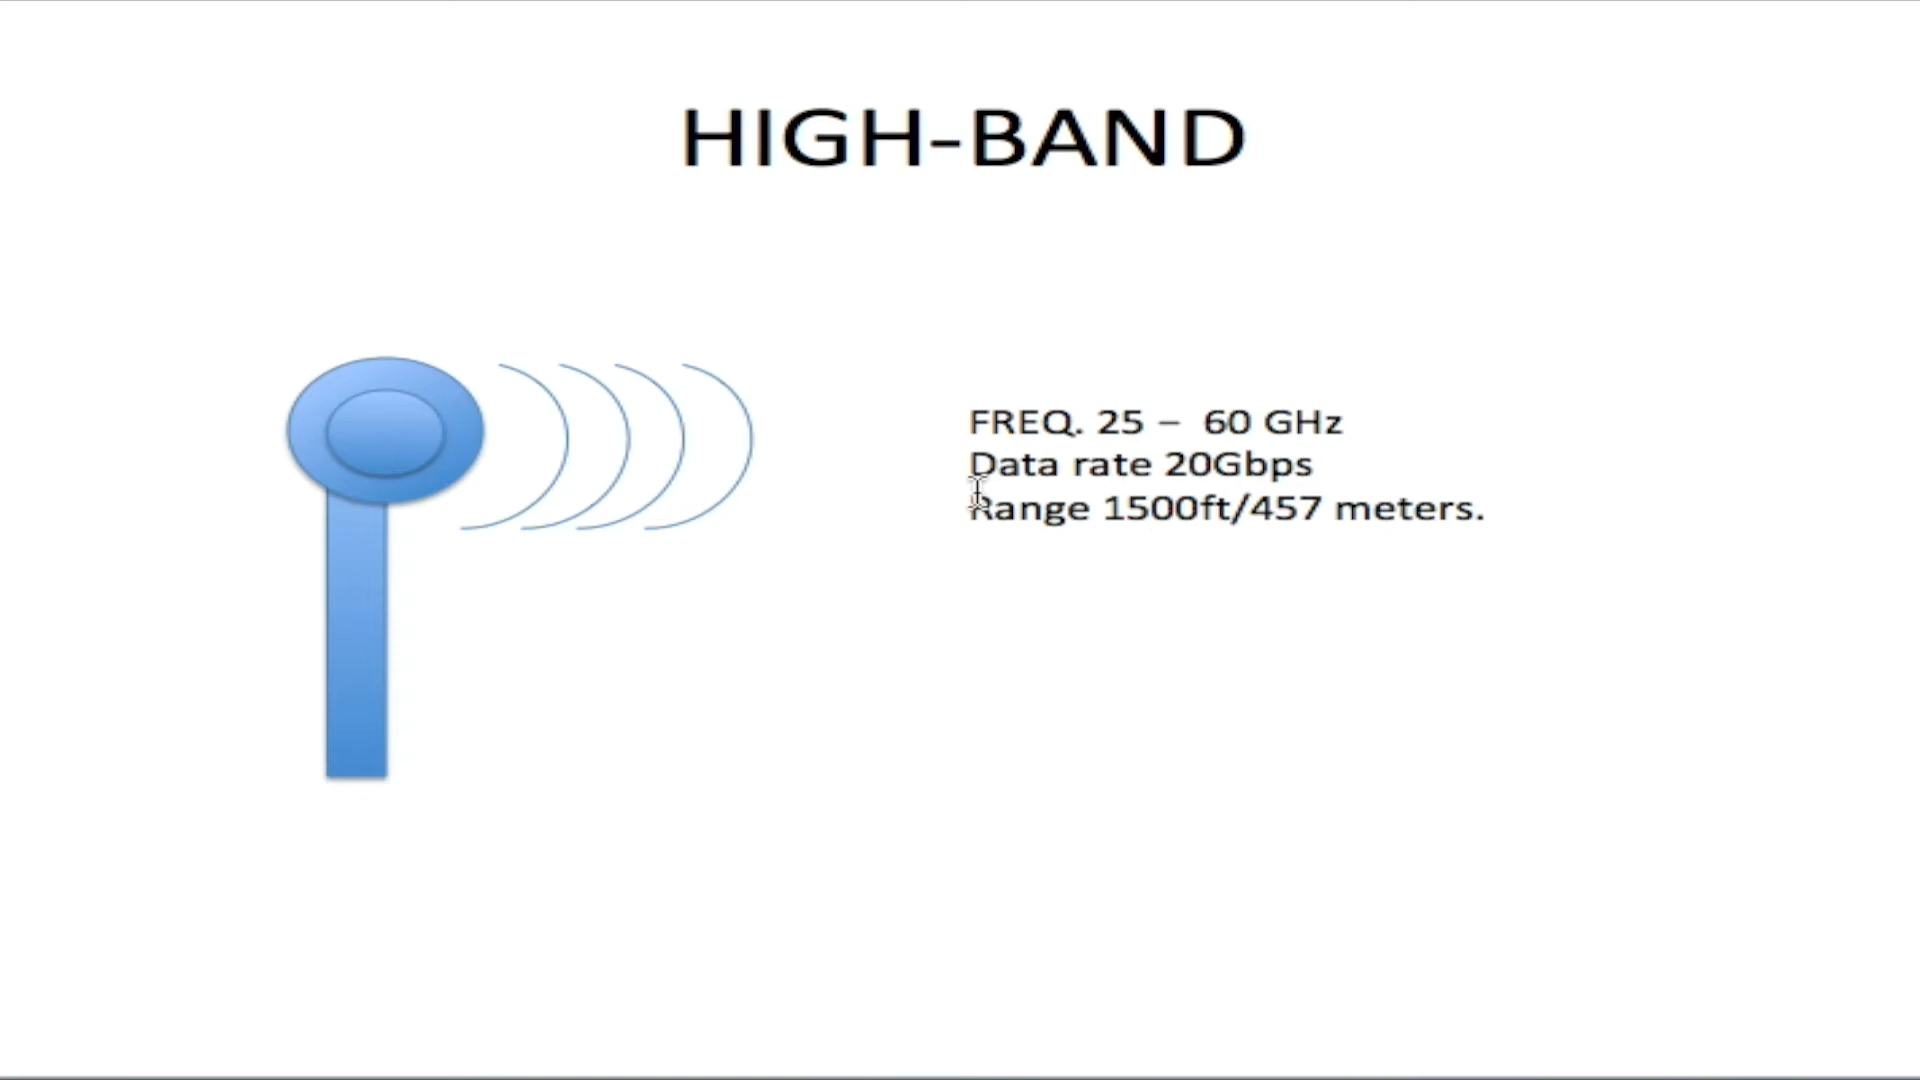 HIGH-BAND
FREQ. 25 – 60 GHz
Data rate 20Gbps
Range 1500ft/457 meters.